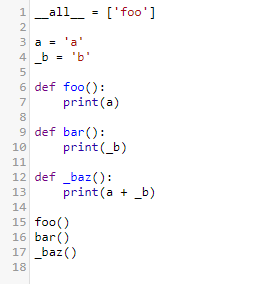 1 __all__ = ['foo']
2
3 a = 'a'
4 _b = 'b'
5
6 def foo():
7     print(a)
8
9 def bar():
10     print(_b)
11
12 def _baz():
13     print(a + _b)
14
15 foo()
16 bar()
17 _baz()
18